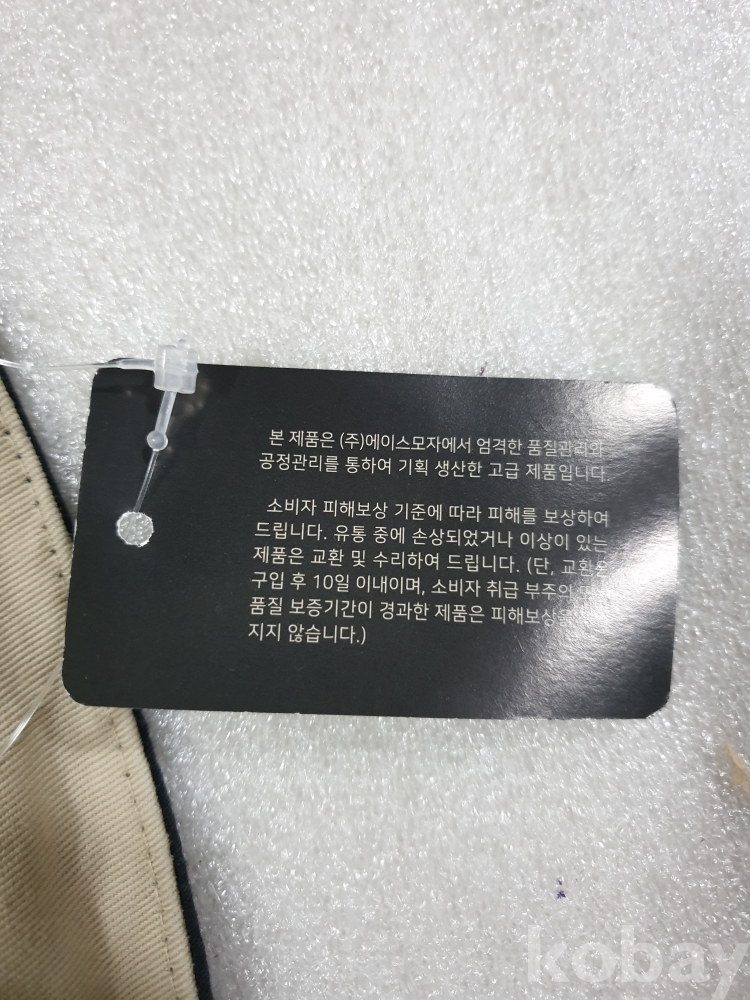 본 제품은 (주)에이스모자에서 엄격한 품질관리와
공정관리를 통하여 기획 생산한 고급 제품입니다.
소비자 피해보상 기준에 따라 피해를 보상하여
드립니다. 유통 중에 손상되었거나 이상이 있는
제품은 교환 및 수리하여 드립니다. (단, 교환은
구입 후 10일 이내이며, 소비자 취급 부주의
품질 보증기간이 경과한 제품은 피해보상을
지지 않습니다.)
kobay